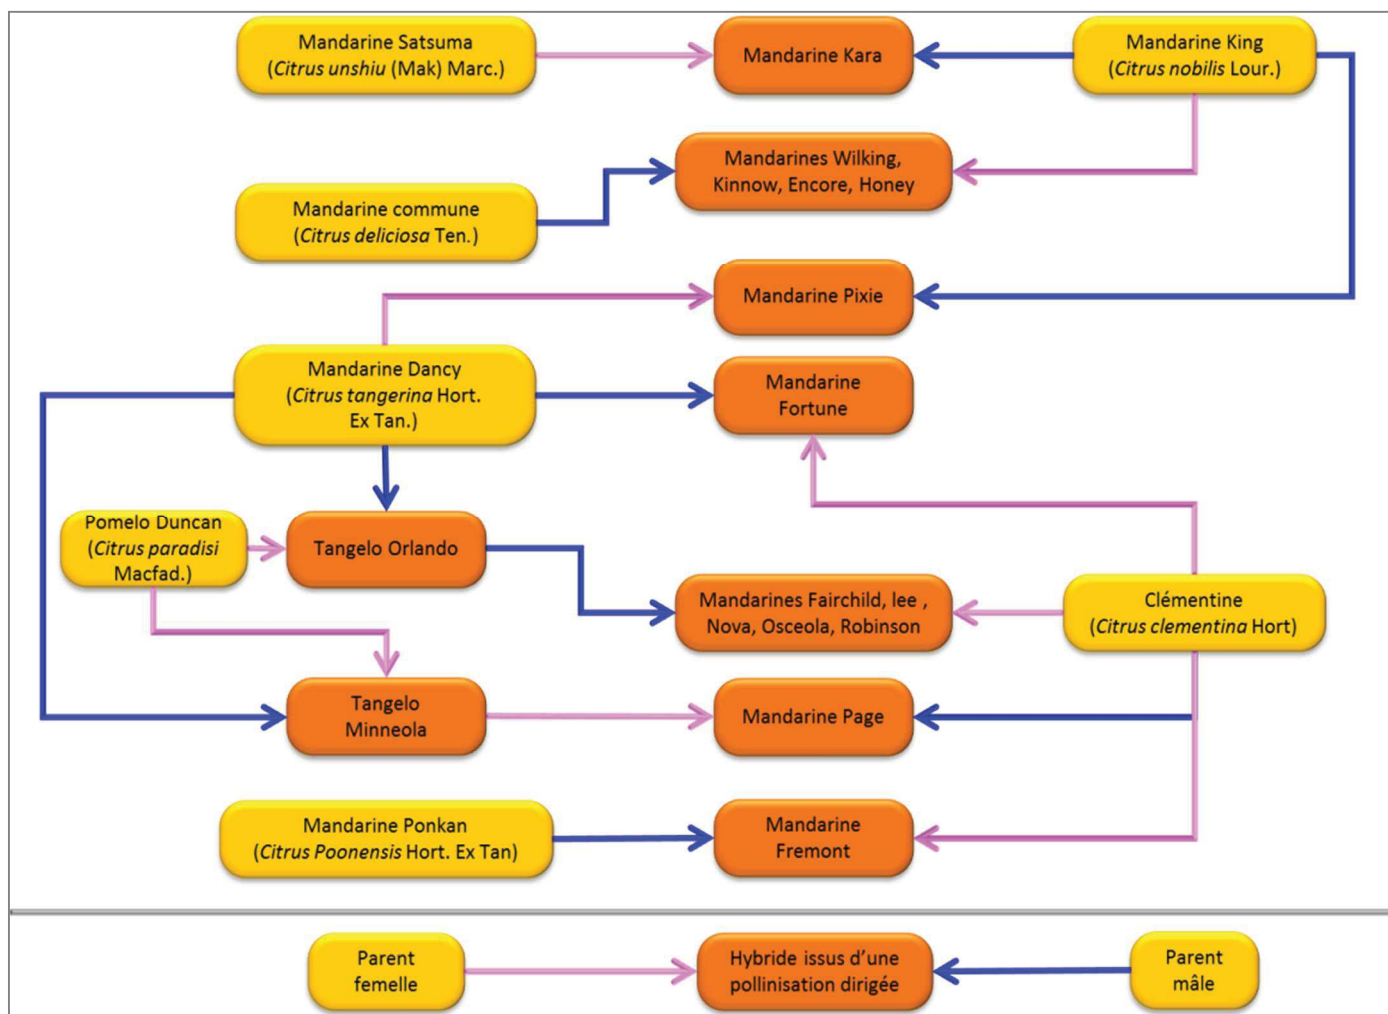 Mandarine Satsuma
(Citrus unshiu (Mak) Marc.)
Mandarine Kara
Mandarine King
(Citrus nobilis Lour.)
Mandarines Wilking,
Kinnow, Encore, Honey
Mandarine commune
(Citrus deliciosa Ten.)
Mandarine Pixie
Mandarine Dancy
(Citrus tangerina Hort.
Ex Tan.)
Mandarine
Fortune
Pomelo Duncan
(Citrus paradisi
Macfad.)
Tangelo Orlando
Mandarines Fairchild, lee ,
Nova, Osceola, Robinson
Clémentine
(Citrus clementina Hort)
Tangelo
Minneola
Mandarine Page
Mandarine Ponkan
(Citrus Poonensis Hort. Ex Tan)
Mandarine
Fremont
Parent
femelle
Hybride issus d’une
pollinisation dirigée
Parent
mâle